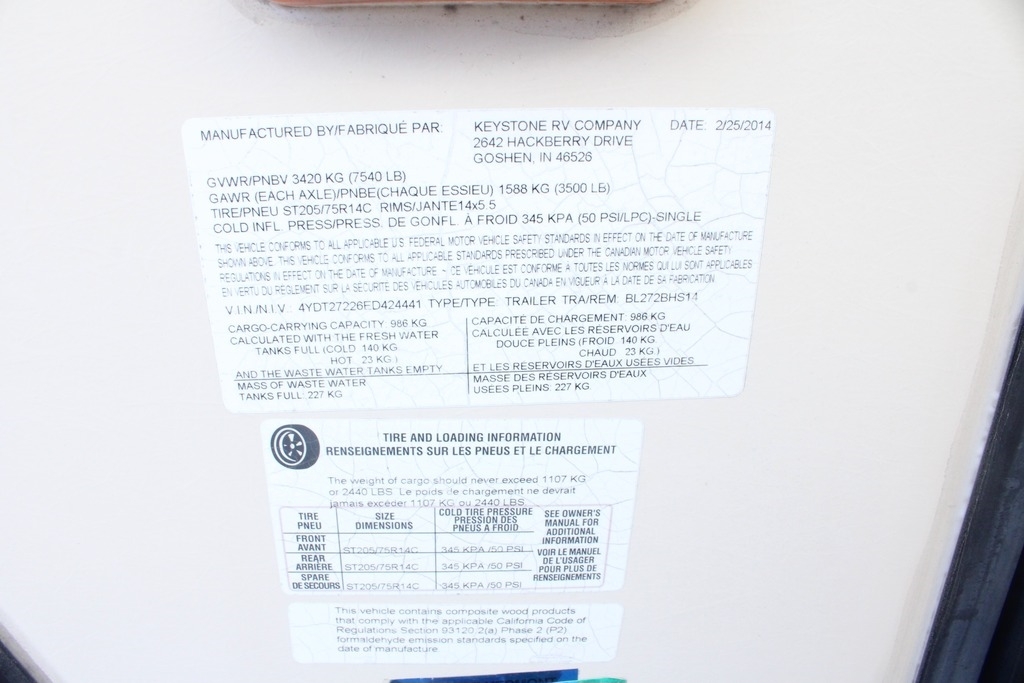 MANUFACTURED BY/FABRIQUÉ PAR: KEYSTONE RV COMPANY DATE: 2/25/2014
2642 HACKBERRY DRIVE
GOSHEN, IN 46526
GVWR/PNBV 3420 KG (7540 LB)
GAWR (EACH AXLE)/PNBE(CHAQUE ESSIEU) 1588 KG (3500 LB)
TIRE/PNEU ST205/75R14C RIMS/JANTE14x5.5
COLD INFL. PRESS/PRESS. DE GONFL. À FROID 345 KPA (50 PSI/LPC)-SINGLE
THIS VEHICLE CONFORMS TO ALL APPLICABLE U.S. FEDERAL MOTOR VEHICLE SAFETY STANDARDS IN EFFECT ON THE DATE OF MANUFACTURE
SHOWN ABOVE. THIS VEHICLE CONFORMS TO ALL APPLICABLE STANDARDS PRESCRIBED UNDER THE CANADIAN MOTOR VEHICLE SAFETY
REGULATIONS IN EFFECT ON THE DATE OF MANUFACTURE ~ CE VEHICULE EST CONFORME A TOUTES LES NORMES QUI LUI SONT APPLICABLES
EN VERTU DU REGLEMENT SUR LA SECURITE DES VEHICULES AUTOMOBILES DU CANADA EN VIGUEUR À LA DATE DE SA FABRICATION
V.I.N./N.I.V.: 4YDT27226ED424441 TYPE/TYPE: TRAILER TRA/REM: BL272BHS14
CARGO-CARRYING CAPACITY: 986 KG
CALCULATED WITH THE FRESH WATER
TANKS FULL (COLD: 140 KG
HOT: 23 KG.)
AND THE WASTE WATER TANKS EMPTY
MASS OF WASTE WATER
TANKS FULL: 227 KG
CAPACITÉ DE CHARGEMENT: 986 KG
CALCULÉE AVEC LES RÉSERVOIRS D'EAU
DOUCE PLEINS (FROID: 140 KG.
CHAUD: 23 KG.)
ET LES RÉSERVOIRS D'EAUX USÉES VIDES
MASSE DES RÉSERVOIRS D'EAUX
USÉES PLEINS: 227 KG
TIRE AND LOADING INFORMATION
RENSEIGNEMENTS SUR LES PNEUS ET LE CHARGEMENT
The weight of cargo should never exceed 1107 KG
or 2440 LBS. Le poids de chargement ne devrait
jamais excéder 1107 KG ou 2440 LBS
TIRE SIZE COLD TIRE PRESSURE
PNEU DIMENSIONS PRESSION DES
PNEUS A FROID
FRONT
AVANT ST205/75R14C 345 KPA /50 PSI
REAR
ARRIÈRE ST205/75R14C 345 KPA /50 PSI
SPARE
DE SECOURS ST205/75R14C 345 KPA /50 PSI
SEE OWNER'S
MANUAL FOR
ADDITIONAL
INFORMATION
VOIR LE MANUEL
DE L'USAGER
POUR PLUS DE
RENSEIGNEMENTS
This vehicle contains composite wood products
that comply with the applicable California Code of
Regulations Section 93120.2(a) Phase 2 (P2)
formaldehyde emission standards specified on the
date of manufacture.